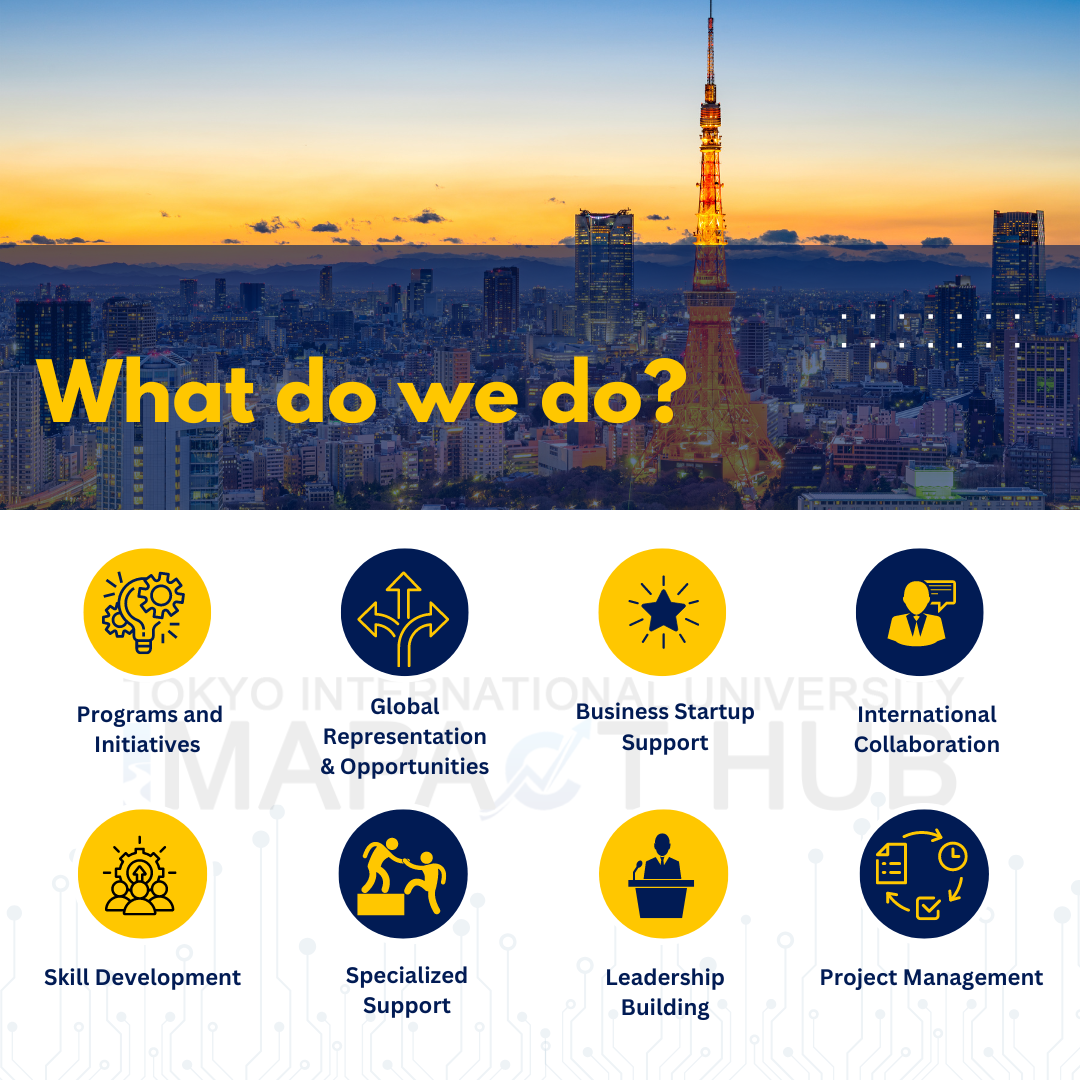 What do we do?
TOKYO INTERNATIONAL UNIVERSITY
MAPACT HUB
Programs and
Initiatives
Global
Representation
& Opportunities
Business Startup
Support
International
Collaboration
Skill Development
Specialized
Support
Leadership
Building
Project Management